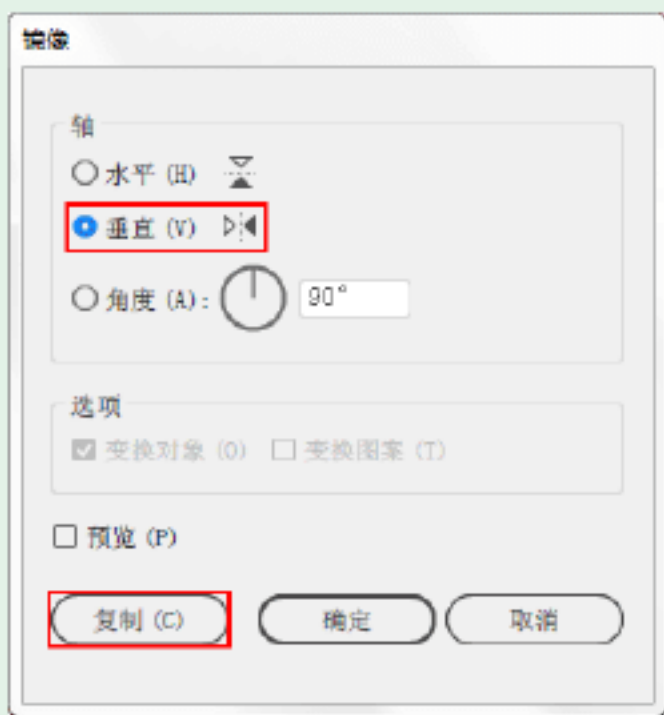 镜像
轴
水平 (H)
垂直 (V)
角度 (A): 90°
选项
变换对象 (O) 变换图案 (T)
预览 (P)
复制 (C) 确定 取消